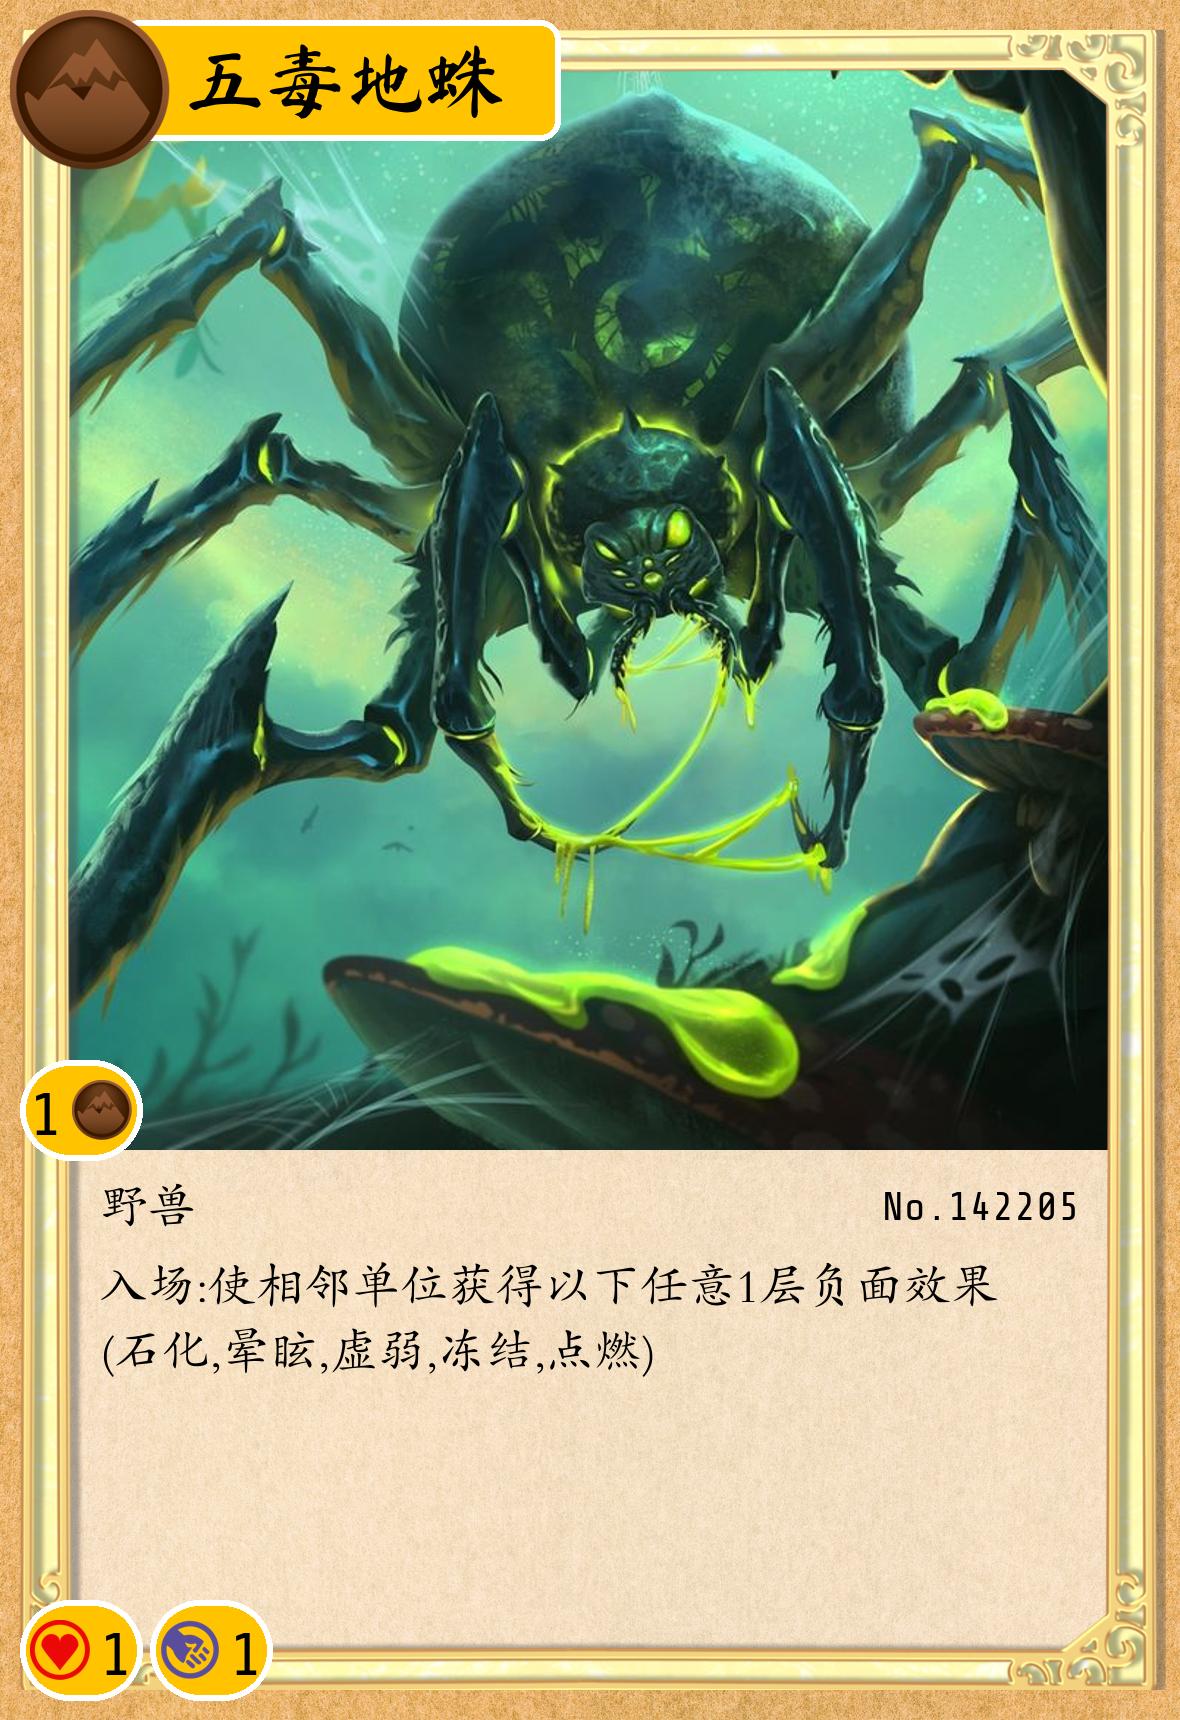 五毒地蛛
1
野兽 No.142205
入场:使相邻单位获得以下任意1层负面效果
(石化,晕眩,虚弱,冻结,点燃)
1 1